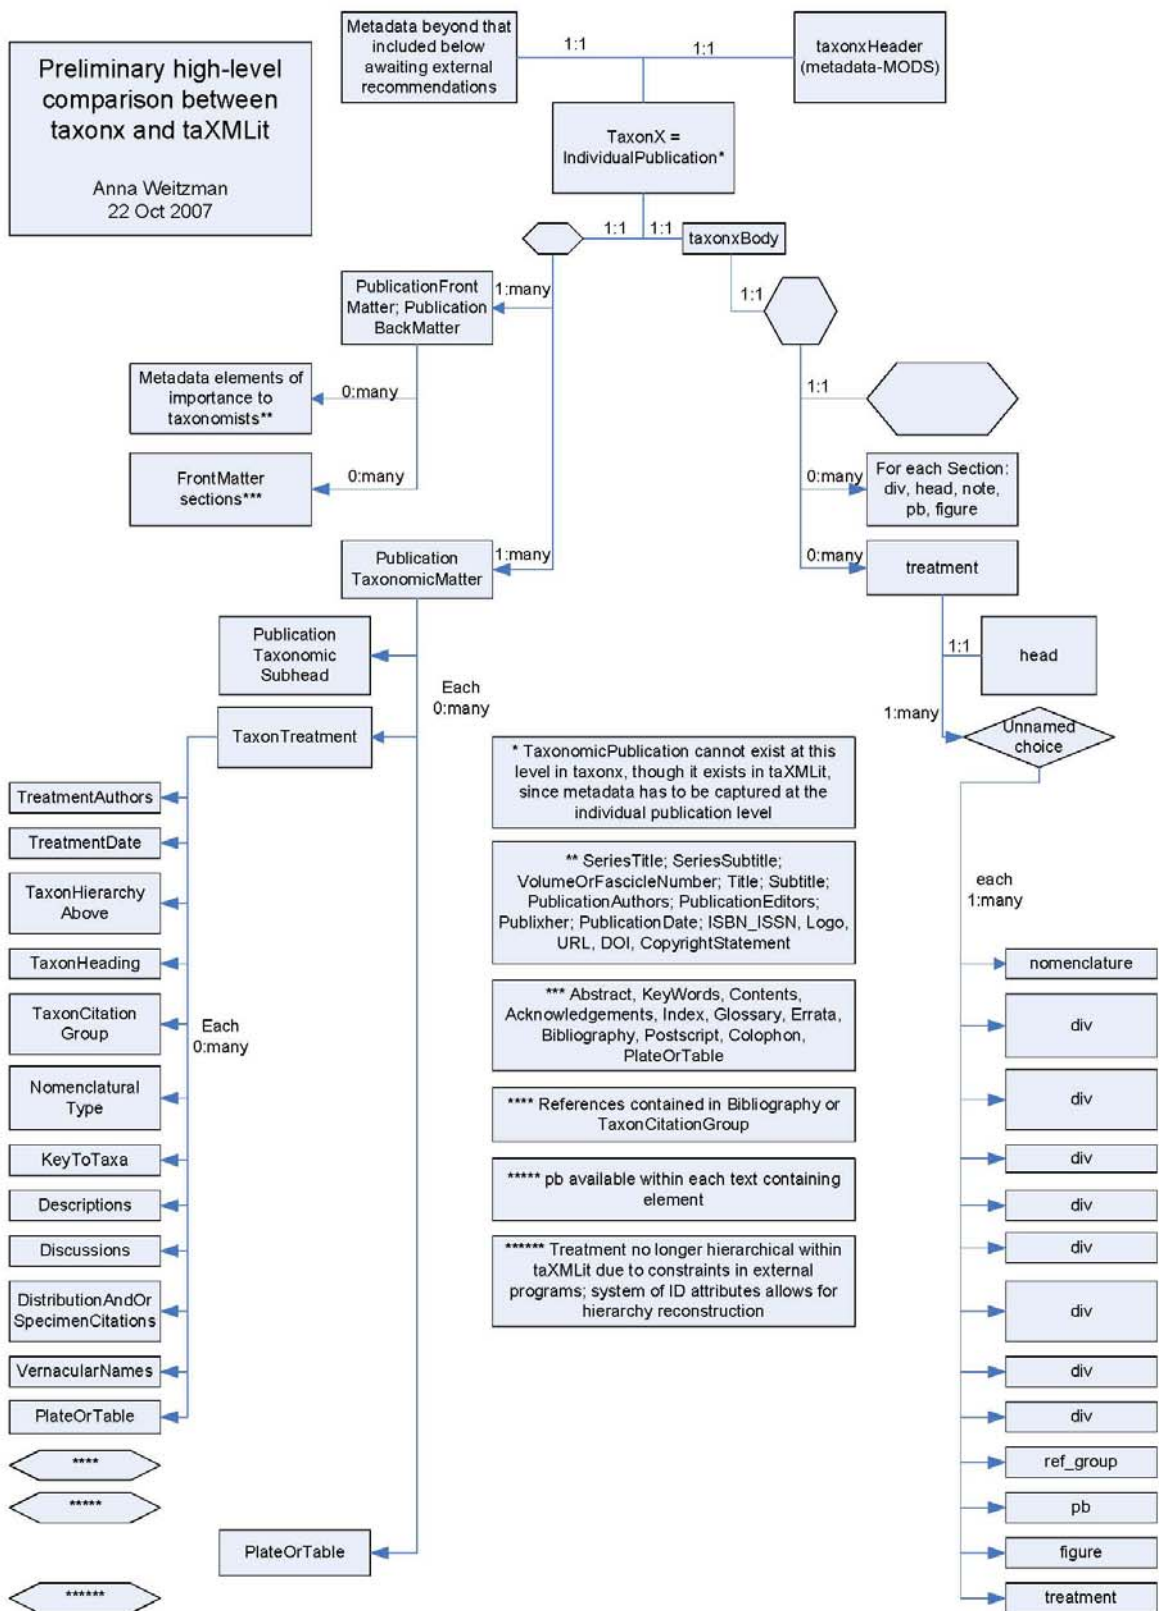 Preliminary high-level
comparison between
taxonx and taXMLit
Anna Weitzman
22 Oct 2007
Metadata beyond that
included below
awaiting external
recommendations
1:1
1:1
taxonxHeader
(metadata-MODS)
TaxonX =
IndividualPublication*
1:1
1:1
taxonxBody
PublicationFront
Matter; Publication
BackMatter
1:many
1:1
Metadata elements of
importance to
taxonomists**
0:many
1:1
FrontMatter
sections***
0:many
0:many
For each Section:
div, head, note,
pb, figure
Publication
TaxonomicMatter
1:many
0:many
treatment
Publication
Taxonomic
Subhead
1:1
head
Each
0:many
TaxonTreatment
1:many
Unnamed
choice
TreatmentAuthors
TreatmentDate
TaxonHierarchy
Above
TaxonHeading
TaxonCitation
Group
Each
0:many
Nomenclatural
Type
KeyToTaxa
Descriptions
Discussions
DistributionAndOr
SpecimenCitations
VernacularNames
PlateOrTable
****
*****
PlateOrTable
******
* TaxonomicPublication cannot exist at this
level in taxonx, though it exists in taXMLit,
since metadata has to be captured at the
individual publication level
** SeriesTitle; SeriesSubtitle;
VolumeOrFascicleNumber; Title; Subtitle;
PublicationAuthors; PublicationEditors;
Publixher; PublicationDate; ISBN_ISSN, Logo,
URL, DOI, CopyrightStatement
*** Abstract, KeyWords, Contents,
Acknowledgements, Index, Glossary, Errata,
Bibliography, Postscript, Colophon,
PlateOrTable
**** References contained in Bibliography or
TaxonCitationGroup
***** pb available within each text containing
element
****** Treatment no longer hierarchical within
taXMLit due to constraints in external
programs; system of ID attributes allows for
hierarchy reconstruction
each
1:many
nomenclature
div
div
div
div
div
div
div
div
ref_group
pb
figure
treatment